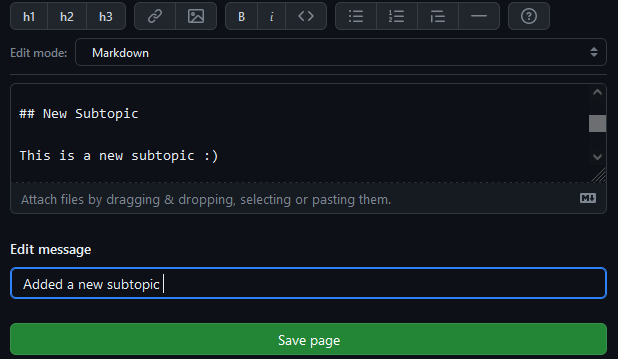 h1 h2 h3 B i ?
Edit mode: Markdown
## New Subtopic
This is a new subtopic :)
Attach files by dragging & dropping, selecting or pasting them.
Edit message
Added a new subtopic
Save page